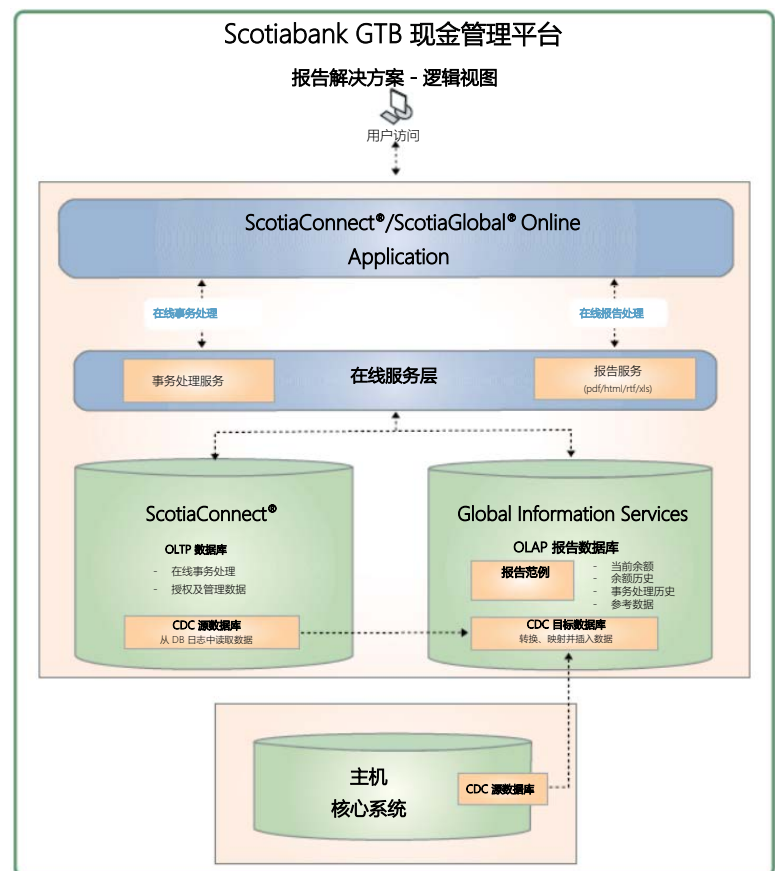 Scotiabank GTB 现金管理平台
报告解决方案 - 逻辑视图
用户访问
ScotiaConnect®/ScotiaGlobal® Online
Application
在线事务处理
在线报告处理
事务处理服务
在线服务层
报告服务
(pdf/html/rtf/xls)
ScotiaConnect®
OLTP 数据库
- 在线事务处理
- 授权及管理数据
CDC 源数据库
从 DB 日志中读取数据
Global Information Services
OLAP 报告数据库
报告范例
- 当前余额
- 余额历史
- 事务处理历史
- 参考数据
CDC 目标数据库
转换、映射并插入数据
主机
核心系统
CDC 源数据库